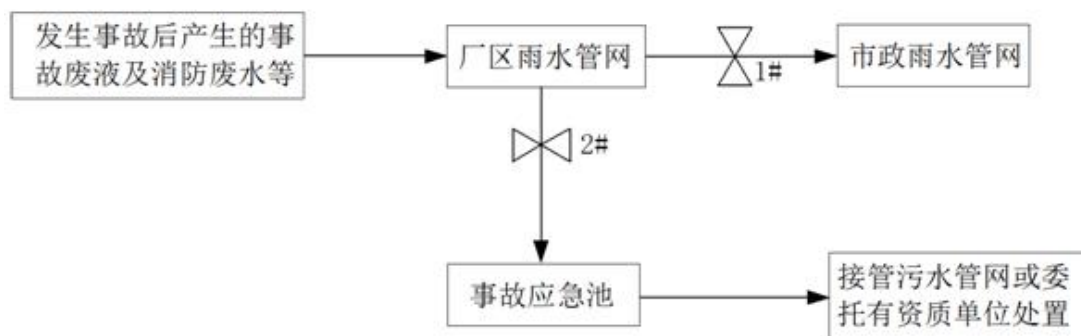 发生事故后产生的事
故废液及消防废水等
厂区雨水管网
1#
市政雨水管网
2#
事故应急池
接管污水管网或委
托有资质单位处置